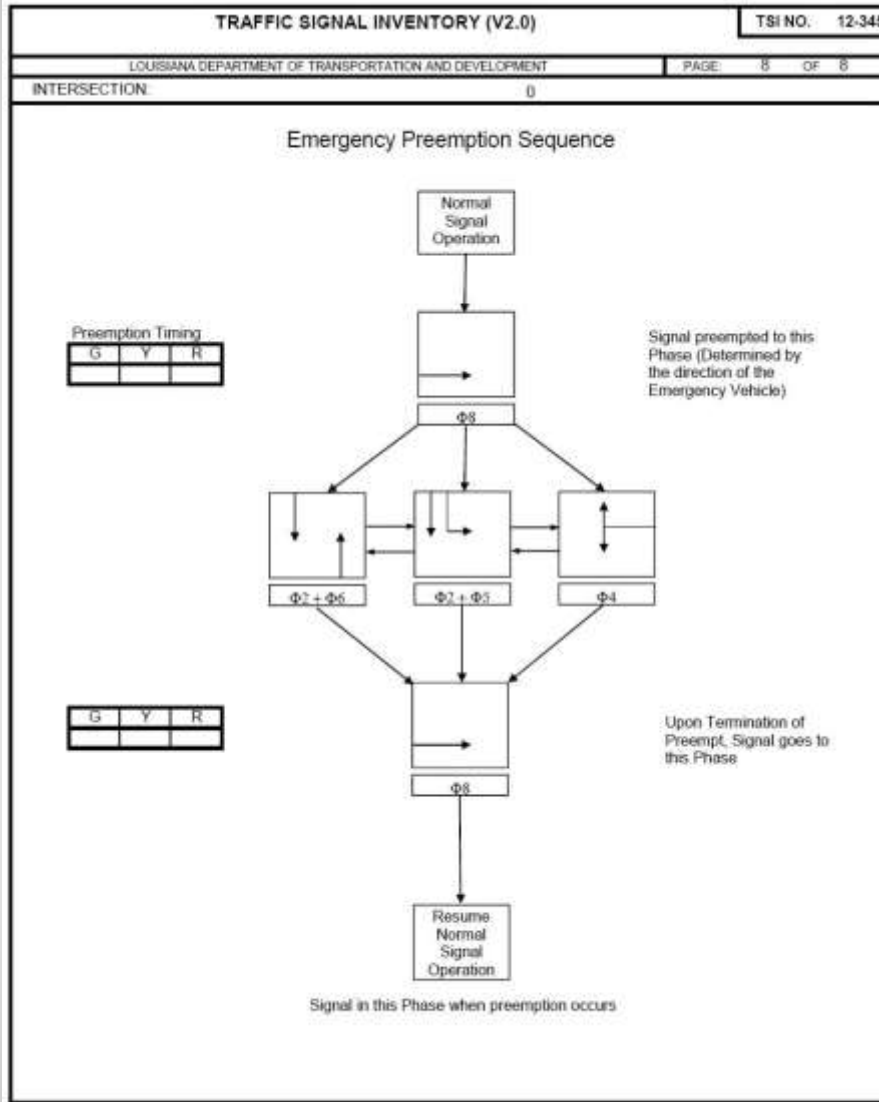 TRAFFIC SIGNAL INVENTORY (V2.0)
TSI NO. 12-345
LOUISIANA DEPARTMENT OF TRANSPORTATION AND DEVELOPMENT
PAGE: 8 OF 8
INTERSECTION: 0
Emergency Preemption Sequence
Normal
Signal
Operation
Preemption Timing
G Y R
Signal preempted to this
Phase (Determined by
the direction of the
Emergency Vehicle)
Φ8
Φ2 + Φ6
Φ2 + Φ5
Φ4
G Y R
Upon Termination of
Preempt, Signal goes to
this Phase
Φ8
Resume
Normal
Signal
Operation
Signal in this Phase when preemption occurs